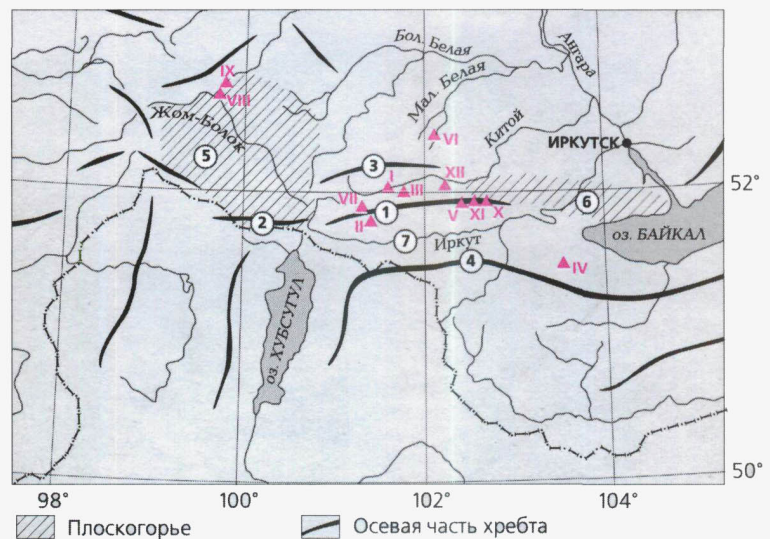 Бол. Белая
Ангара
IX
Мал. Белая
VIII
Жом-Болок
Китой
VI
ИРКУТСК
5
3
XII
I
III
52°
VII
1
V
XI
X
6
2
II
7
Иркут
оз. БАЙКАЛ
4
IV
оз. ХУБСУГУЛ
50°
98°
100°
102°
104°
Плоскогорье
Осевая часть хребта